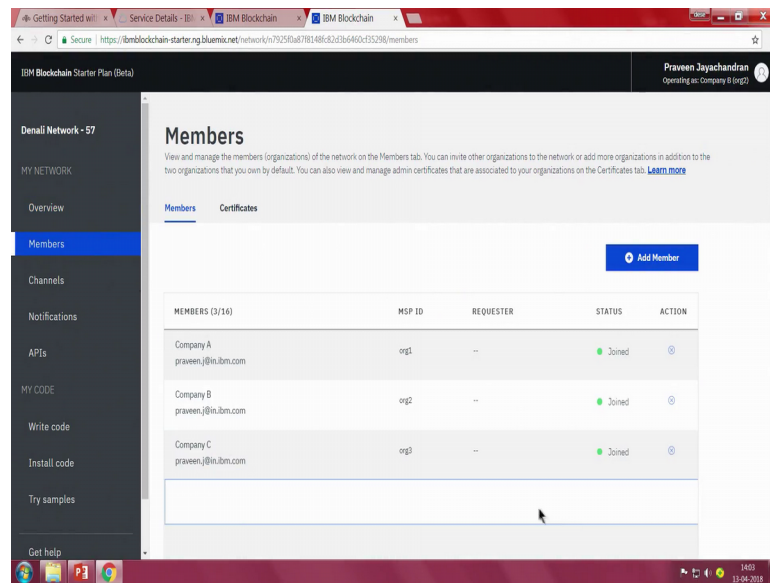 Getting Started with
Service Details - IBM
IBM Blockchain
IBM Blockchain
Secure https://ibmblockchain-starter.ng.bluemix.net/network/n7925f0a87f8148fc82d3b6460cf35298/members
IBM Blockchain Starter Plan (Beta)
Praveen Jayachandran
Operating as: Company B (org2)
Denali Network - 57
MY NETWORK
Overview
Members
Channels
Notifications
APIs
MY CODE
Write code
Install code
Try samples
Get help
Members
View and manage the members (organizations) of the network on the Members tab. You can invite other organizations to the network or add more organizations in addition to the
two organizations that you own by default. You can also view and manage admin certificates that are associated to your organizations on the Certificates tab. Learn more
Members Certificates
Add Member
MEMBERS (3/16) MSP ID REQUESTER STATUS ACTION
Company A
praveen.j@in.ibm.com org1 -- Joined
Company B
praveen.j@in.ibm.com org2 -- Joined
Company C
praveen.j@in.ibm.com org3 -- Joined
14:03
13-04-2018